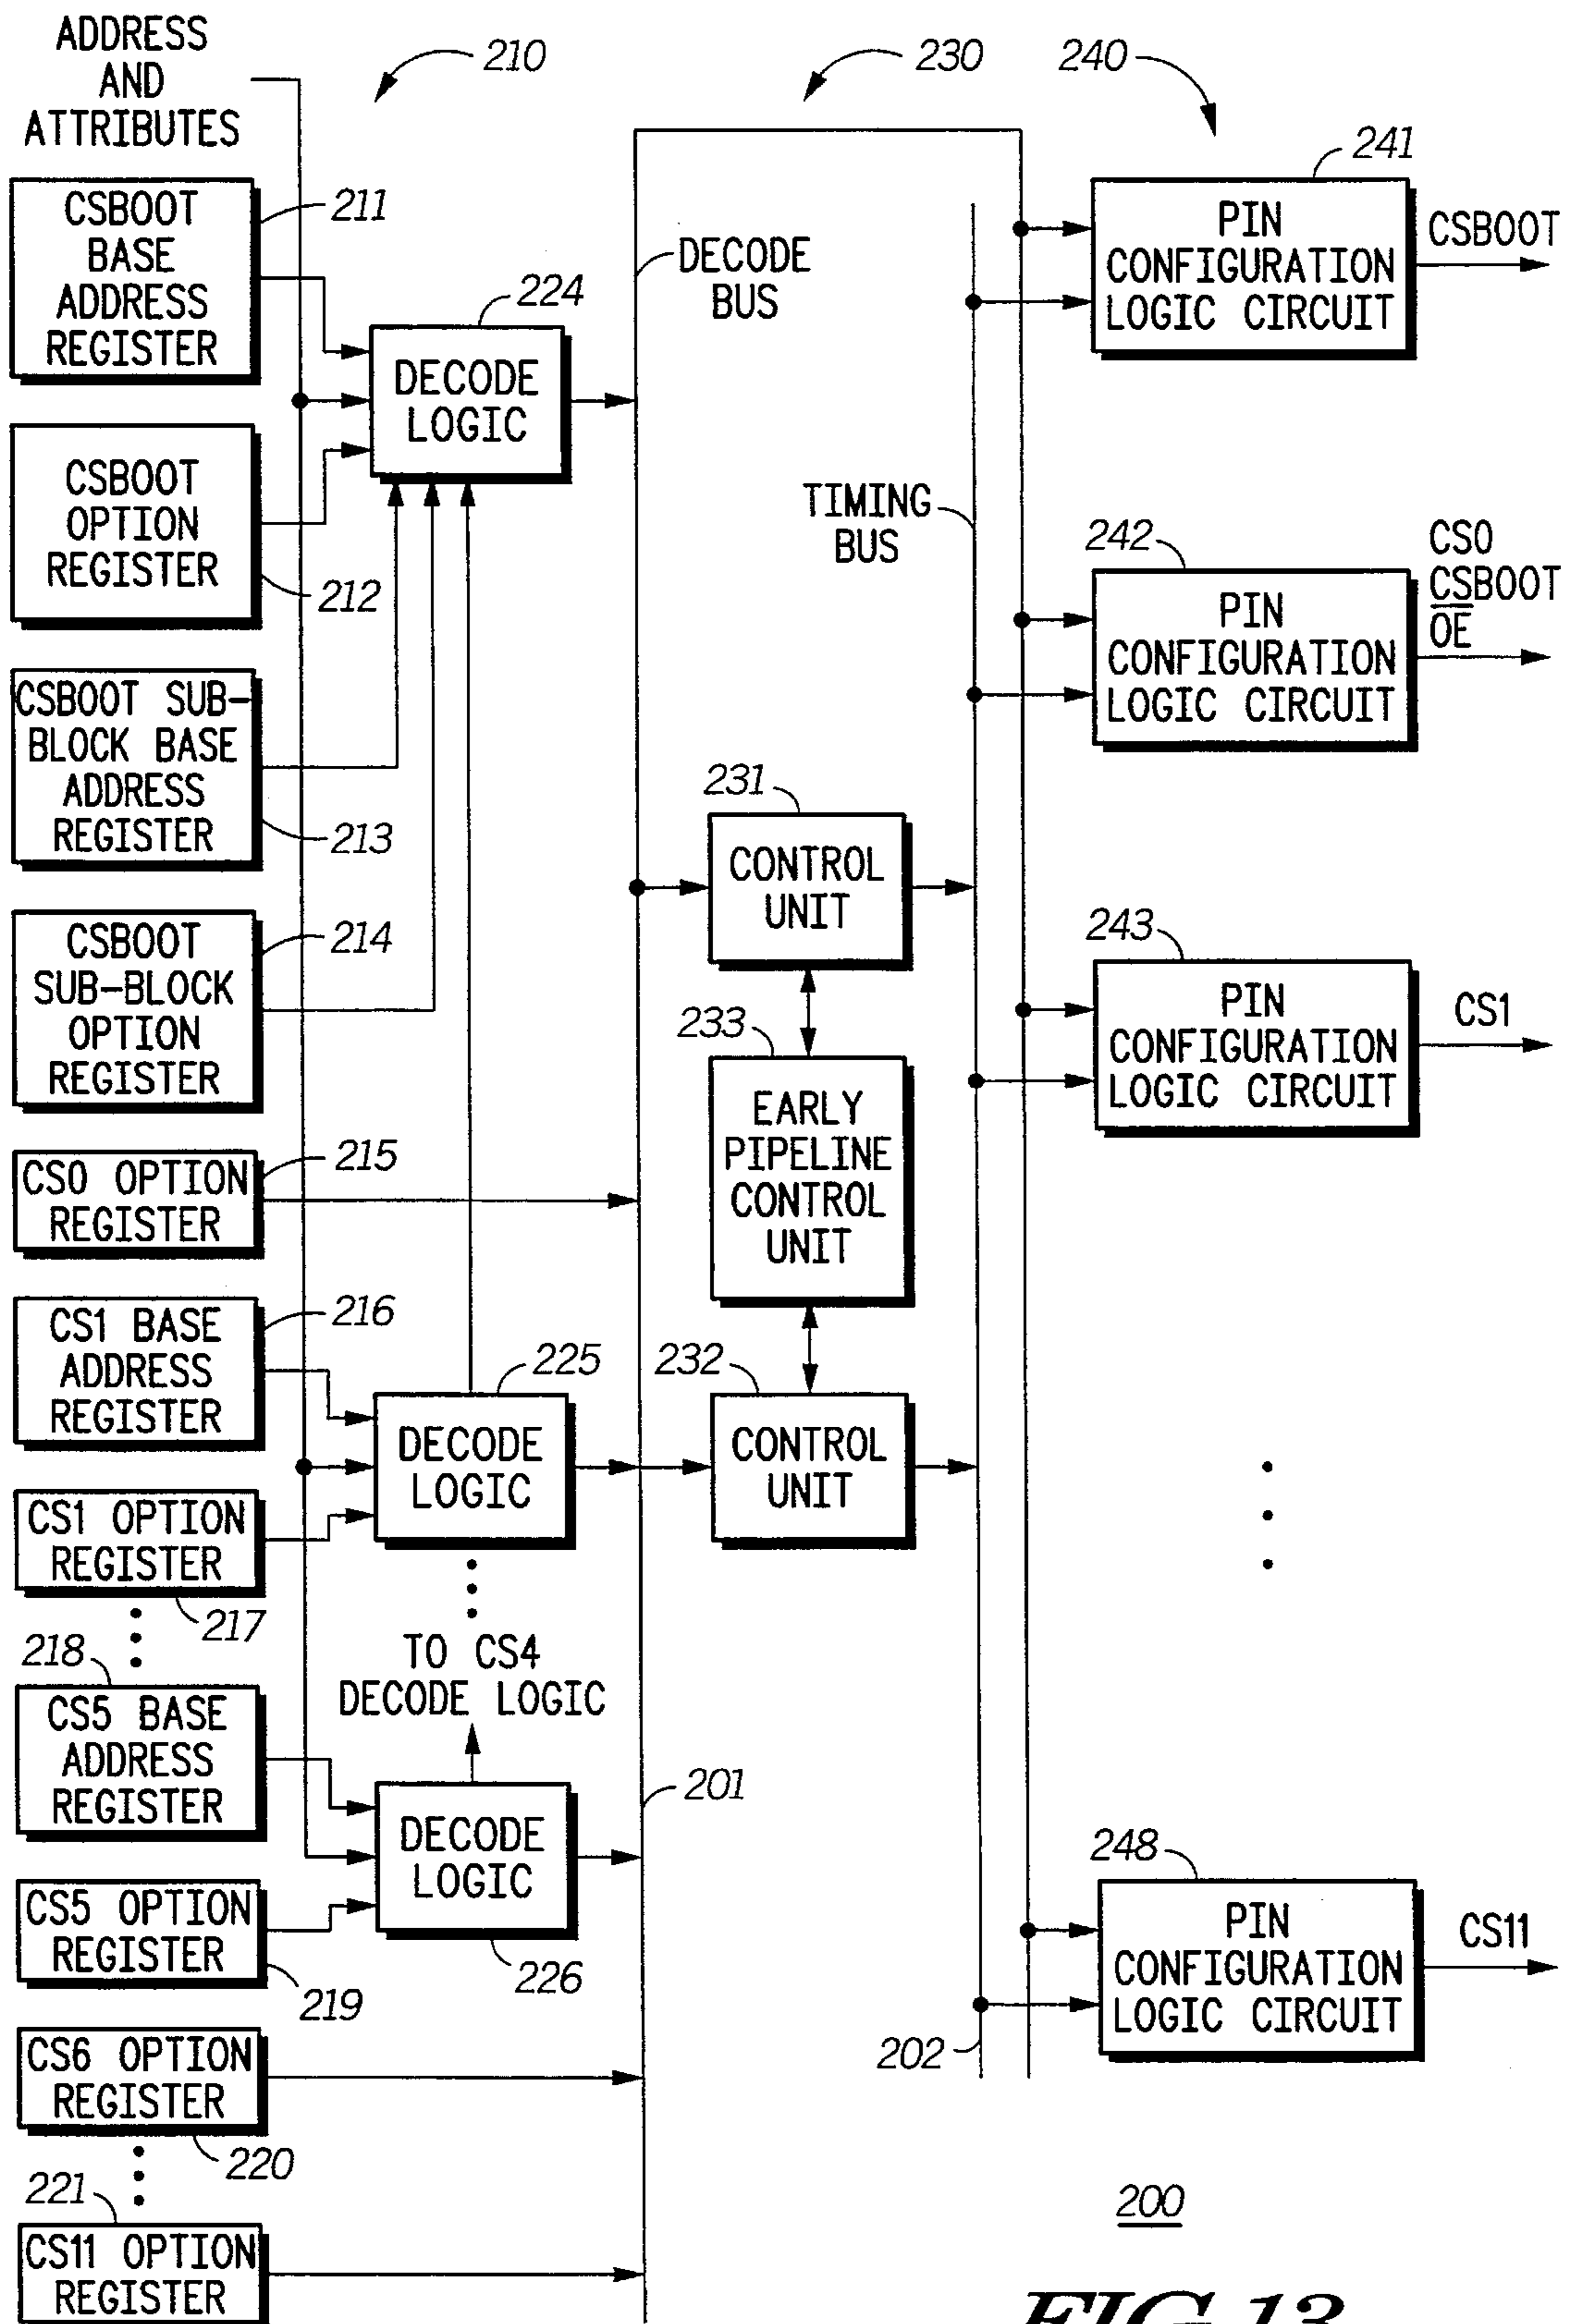 ADDRESS
AND
ATTRIBUTES
210
230
240
CSBOOT
BASE
ADDRESS
REGISTER
211
CSBOOT
OPTION
REGISTER
212
CSBOOT SUB-
BLOCK BASE
ADDRESS
REGISTER
213
CSBOOT
SUB-BLOCK
OPTION
REGISTER
214
CS0 OPTION
REGISTER
215
CS1 BASE
ADDRESS
REGISTER
216
CS1 OPTION
REGISTER
217
218
CS5 BASE
ADDRESS
REGISTER
CS5 OPTION
REGISTER
219
CS6 OPTION
REGISTER
220
221
CS11 OPTION
REGISTER
224
DECODE
LOGIC
225
DECODE
LOGIC
TO CS4
DECODE LOGIC
DECODE
LOGIC
226
DECODE
BUS
201
TIMING
BUS
231
CONTROL
UNIT
233
EARLY
PIPELINE
CONTROL
UNIT
232
CONTROL
UNIT
202
241
PIN
CONFIGURATION
LOGIC CIRCUIT
CSBOOT
242
PIN
CONFIGURATION
LOGIC CIRCUIT
CS0
CSBOOT
OE
243
PIN
CONFIGURATION
LOGIC CIRCUIT
CS1
248
PIN
CONFIGURATION
LOGIC CIRCUIT
CS11
200
FIG.13